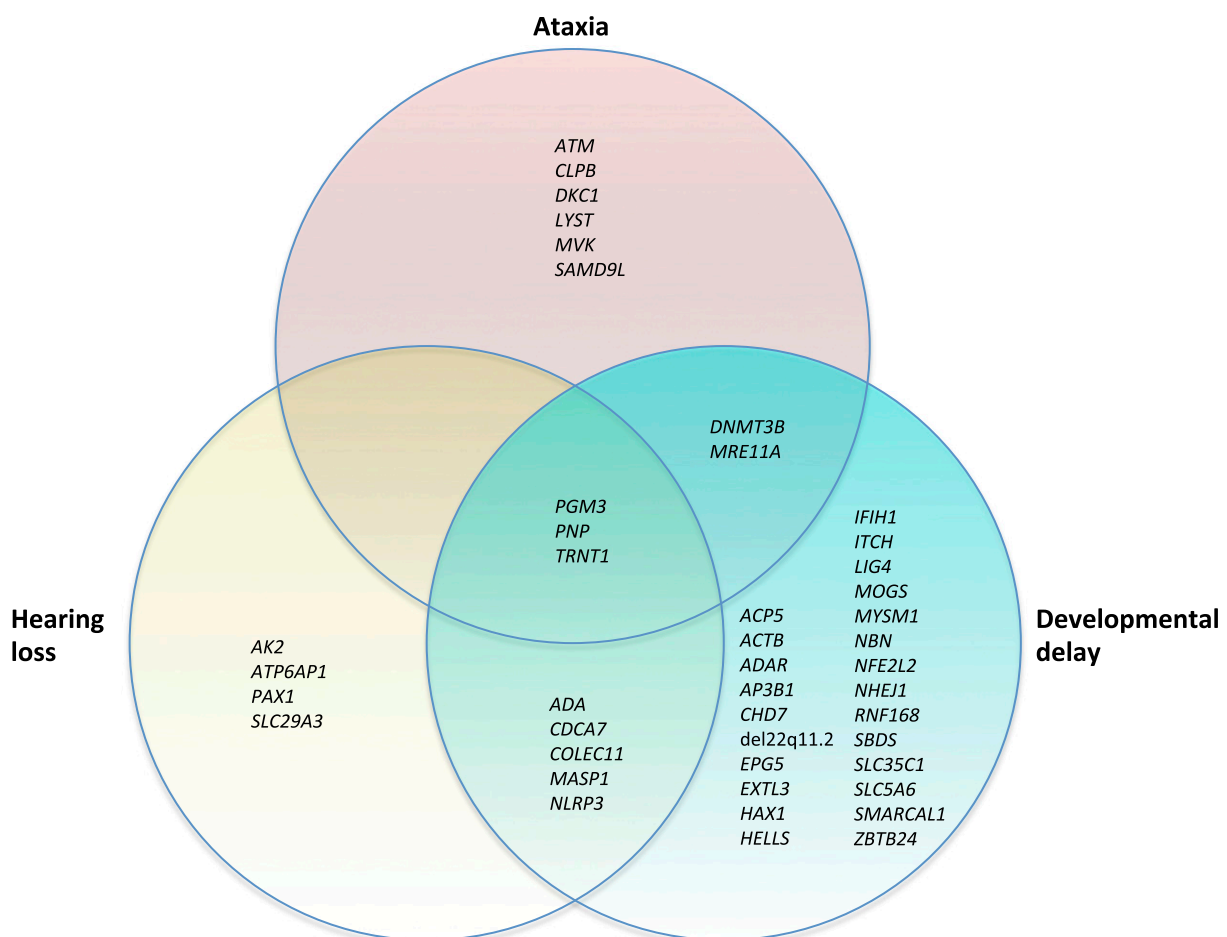 Ataxia
ATM
CLPB
DKC1
LYST
MVK
SAMD9L
DNMT3B
MRE11A
PGM3
PNP
TRNT1
Hearing
loss
AK2
ATP6AP1
PAX1
SLC29A3
ADA
CDCA7
COLEC11
MASP1
NLRP3
ACP5
ACTB
ADAR
AP3B1
CHD7
del22q11.2
EPG5
EXTL3
HAX1
HELLS
IFIH1
ITCH
LIG4
MOGS
MYSM1
NBN
NFE2L2
NHEJ1
RNF168
SBDS
SLC35C1
SLC5A6
SMARCAL1
ZBTB24
Developmental
delay